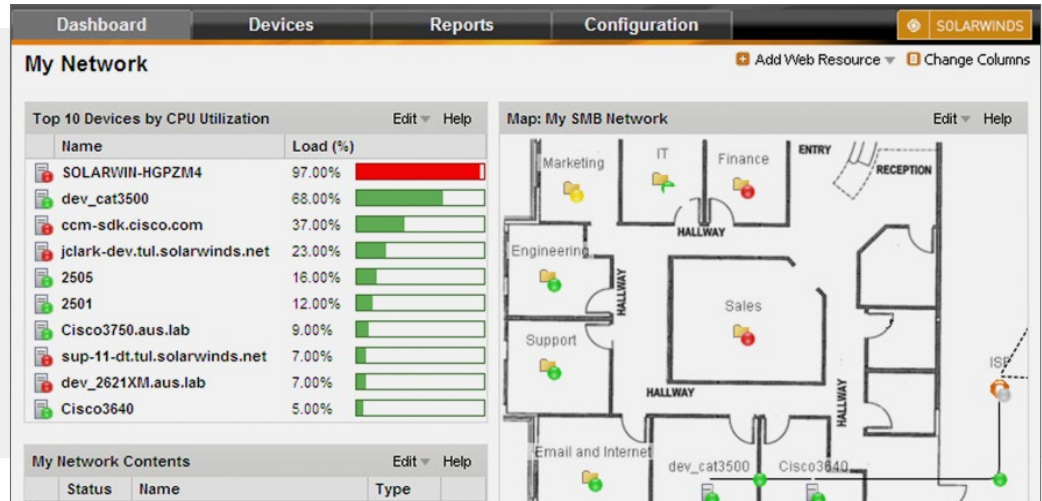 Dashboard Devices Reports Configuration SOLARWINDS
My Network
Add Web Resource Change Columns
Top 10 Devices by CPU Utilization Edit Help
Name Load (%)
SOLARWIN-HGPZM4 97.00%
dev_cat3500 68.00%
ccm-sdk.cisco.com 37.00%
jclark-dev.tul.solarwinds.net 23.00%
2505 16.00%
2501 12.00%
Cisco3750.aus.lab 9.00%
sup-11-dt.tul.solarwinds.net 7.00%
dev_2621XM.aus.lab 7.00%
Cisco3640 5.00%
My Network Contents Edit Help
Status Name Type
Map: My SMB Network Edit Help
Marketing IT Finance ENTRY
RECEPTION
HALLWAY
Engineering
HALLWAY
Sales
Support
ISP
HALLWAY
HALLWAY
Email and Internet
dev_cat3500 Cisco3640